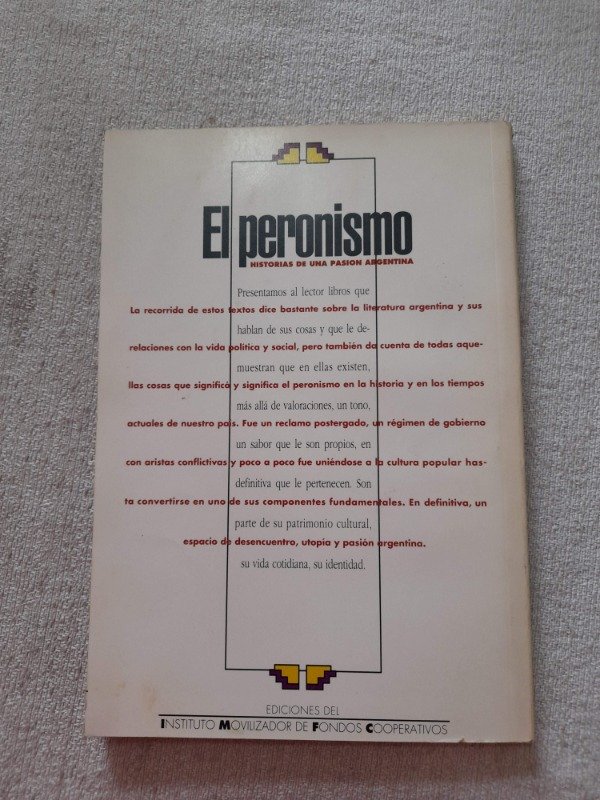 El peronismo
HISTORIAS DE UNA PASION ARGENTINA
Presentamos al lector libros que
La recorrida de estos textos dice bastante sobre la literatura argentina y sus
hablan de sus cosas y que le de-
relaciones con la vida política y social, pero también da cuenta de todas aque-
muestran que en ellas existen,
llas cosas que significó y significa el peronismo en la historia y en los tiempos
más allá de valoraciones, un tono,
actuales de nuestro país. Fue un reclamo postergado, un régimen de gobierno
un sabor que le son propios, en
con aristas conflictivas y poco a poco fue uniéndose a la cultura popular has-
definitiva que le pertenecen. Son
ta convertirse en uno de sus componentes fundamentales. En definitiva, un
parte de su patrimonio cultural,
espacio de desencuentro, utopía y pasión argentina.
su vida cotidiana, su identidad.
EDICIONES DEL
INSTITUTO MOVILIZADOR DE FONDOS COOPERATIVOS